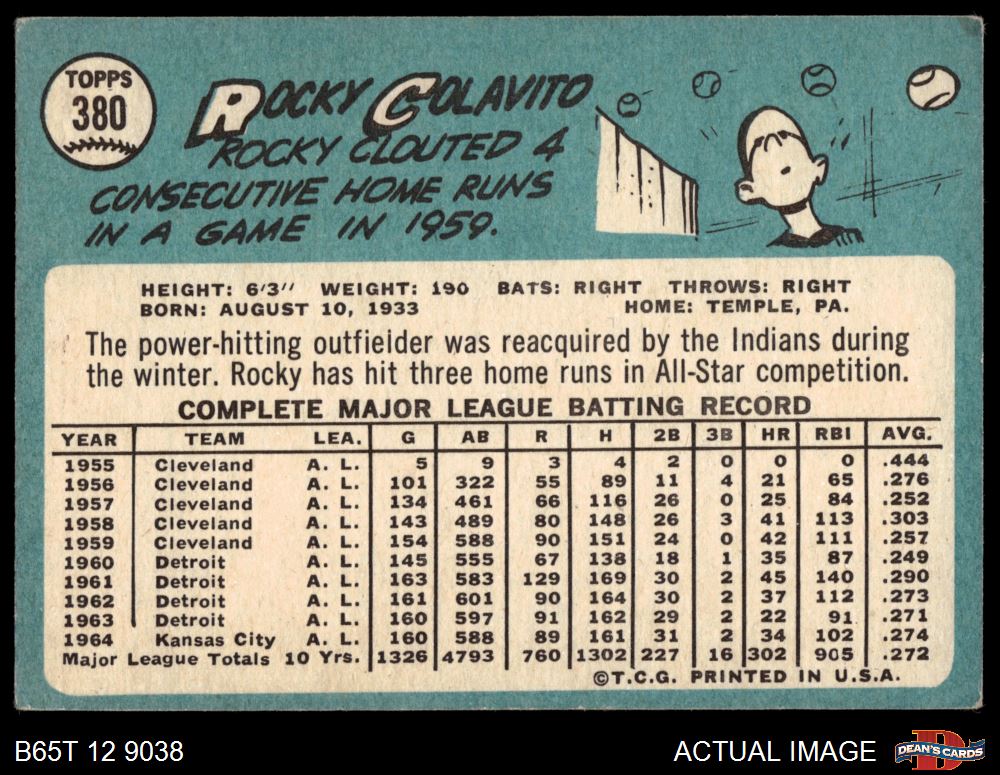 TOPPS
380
ROCKY COLAVITO
ROCKY CLOUTED 4
CONSECUTIVE HOME RUNS
IN A GAME IN 1959.
HEIGHT: 6'3" WEIGHT: 190 BATS: RIGHT THROWS: RIGHT
BORN: AUGUST 10, 1933 HOME: TEMPLE, PA.
The power-hitting outfielder was reacquired by the Indians during
the winter. Rocky has hit three home runs in All-Star competition.
COMPLETE MAJOR LEAGUE BATTING RECORD
YEAR TEAM LEA. G AB R H 2B 3B HR RBI AVG.
1955 Cleveland A. L. 5 9 3 4 2 0 0 0 .444
1956 Cleveland A. L. 101 322 55 89 11 4 21 65 .276
1957 Cleveland A. L. 134 461 66 116 26 0 25 84 .252
1958 Cleveland A. L. 143 489 80 148 26 3 41 113 .303
1959 Cleveland A. L. 154 588 90 151 24 0 42 111 .257
1960 Detroit A. L. 145 555 67 138 18 1 35 87 .249
1961 Detroit A. L. 163 583 129 169 30 2 45 140 .290
1962 Detroit A. L. 161 601 90 164 30 2 37 112 .273
1963 Detroit A. L. 160 597 91 162 29 2 22 91 .271
1964 Kansas City A. L. 160 588 89 161 31 2 34 102 .274
Major League Totals 10 Yrs. 1326 4793 760 1302 227 16 302 905 .272
©T.C.G. PRINTED IN U.S.A.
B65T 12 9038 ACTUAL IMAGE DEAN'S CARDS